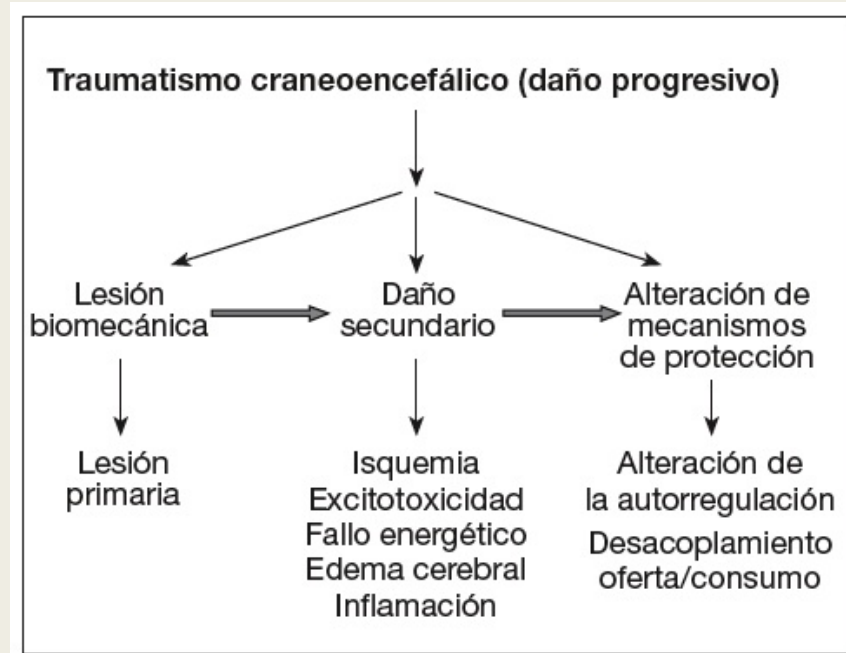 Traumatismo craneoencefálico (daño progresivo)
Lesión
biomecánica
Daño
secundario
Alteración de
mecanismos
de protección
Lesión
primaria
Isquemia
Excitotoxicidad
Fallo energético
Edema cerebral
Inflamación
Alteración de
la autorregulación
Desacoplamiento
oferta/consumo